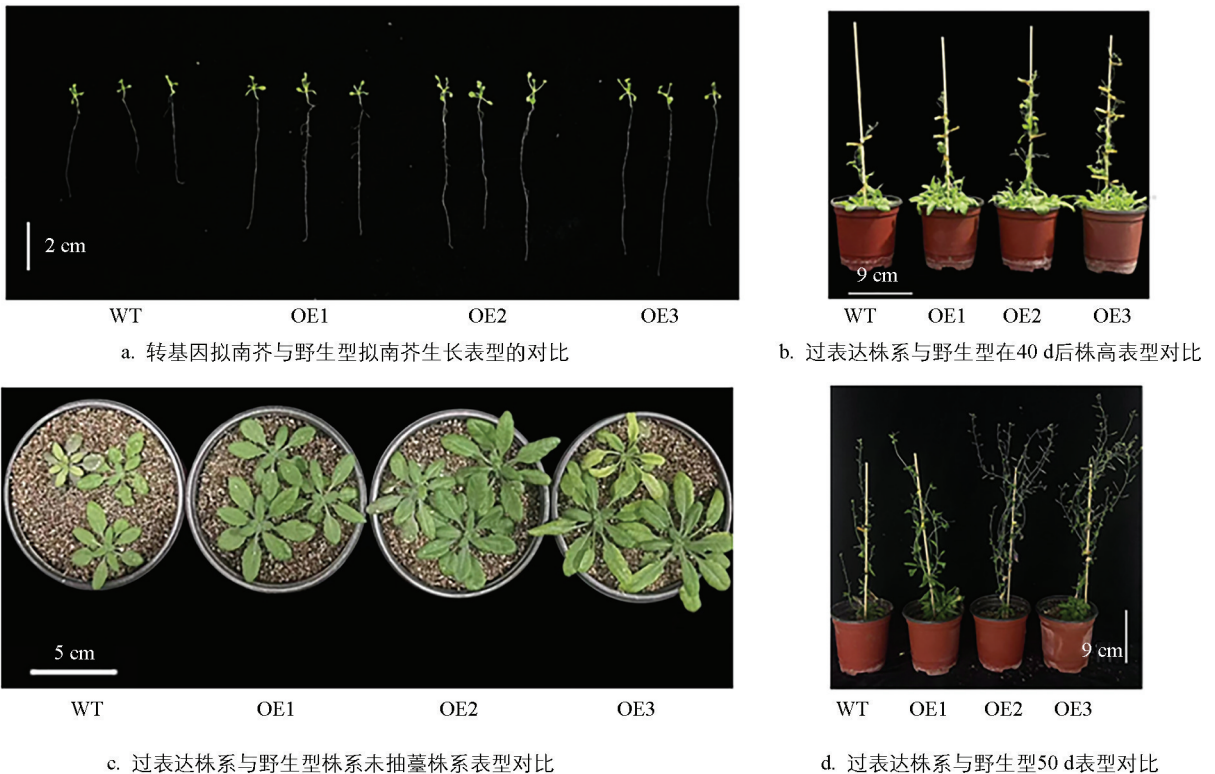 2 cm
WT OE1 OE2 OE3
a. 转基因拟南芥与野生型拟南芥生长表型的对比
9 cm
WT OE1 OE2 OE3
b. 过表达株系与野生型在40 d后株高表型对比
5 cm
WT OE1 OE2 OE3
c. 过表达株系与野生型株系未抽薹株系表型对比
9 cm
WT OE1 OE2 OE3
d. 过表达株系与野生型50 d表型对比